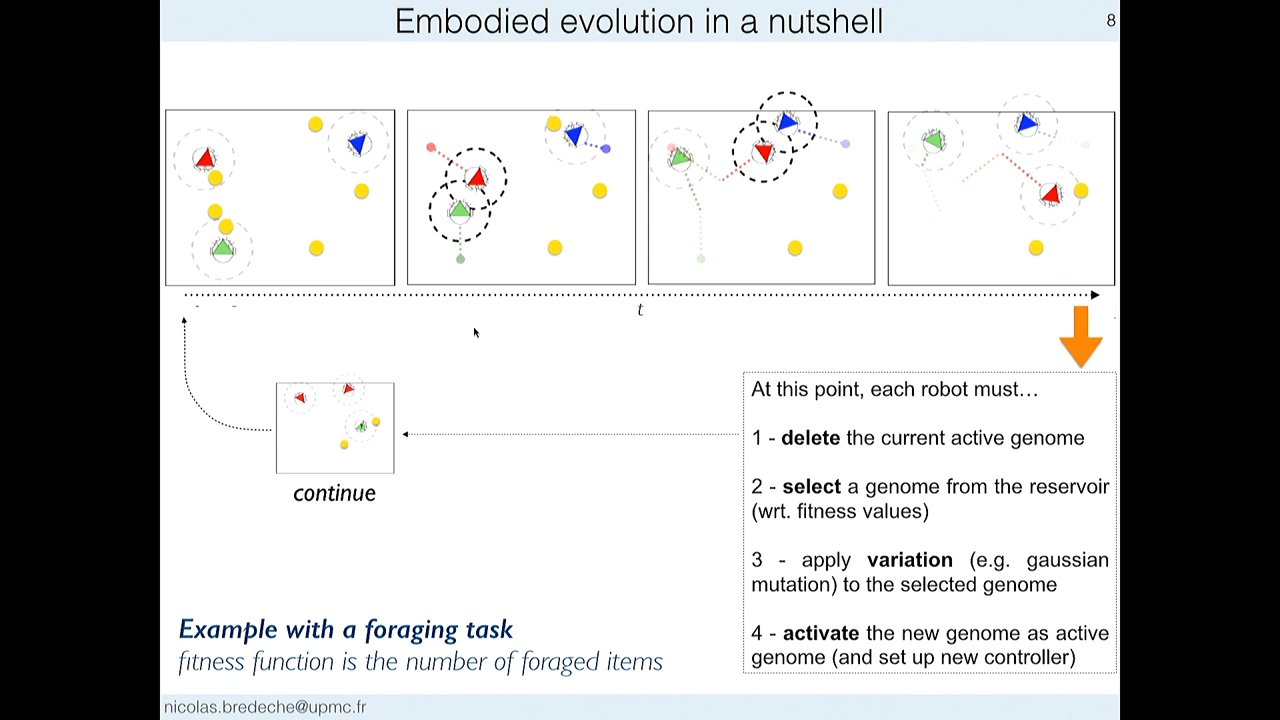 Embodied evolution in a nutshell
8
t
continue
At this point, each robot must…
1 - delete the current active genome
2 - select a genome from the reservoir
(wrt. fitness values)
3 - apply variation (e.g. gaussian
mutation) to the selected genome
4 - activate the new genome as active
genome (and set up new controller)
Example with a foraging task
fitness function is the number of foraged items
nicolas.bredeche@upmc.fr